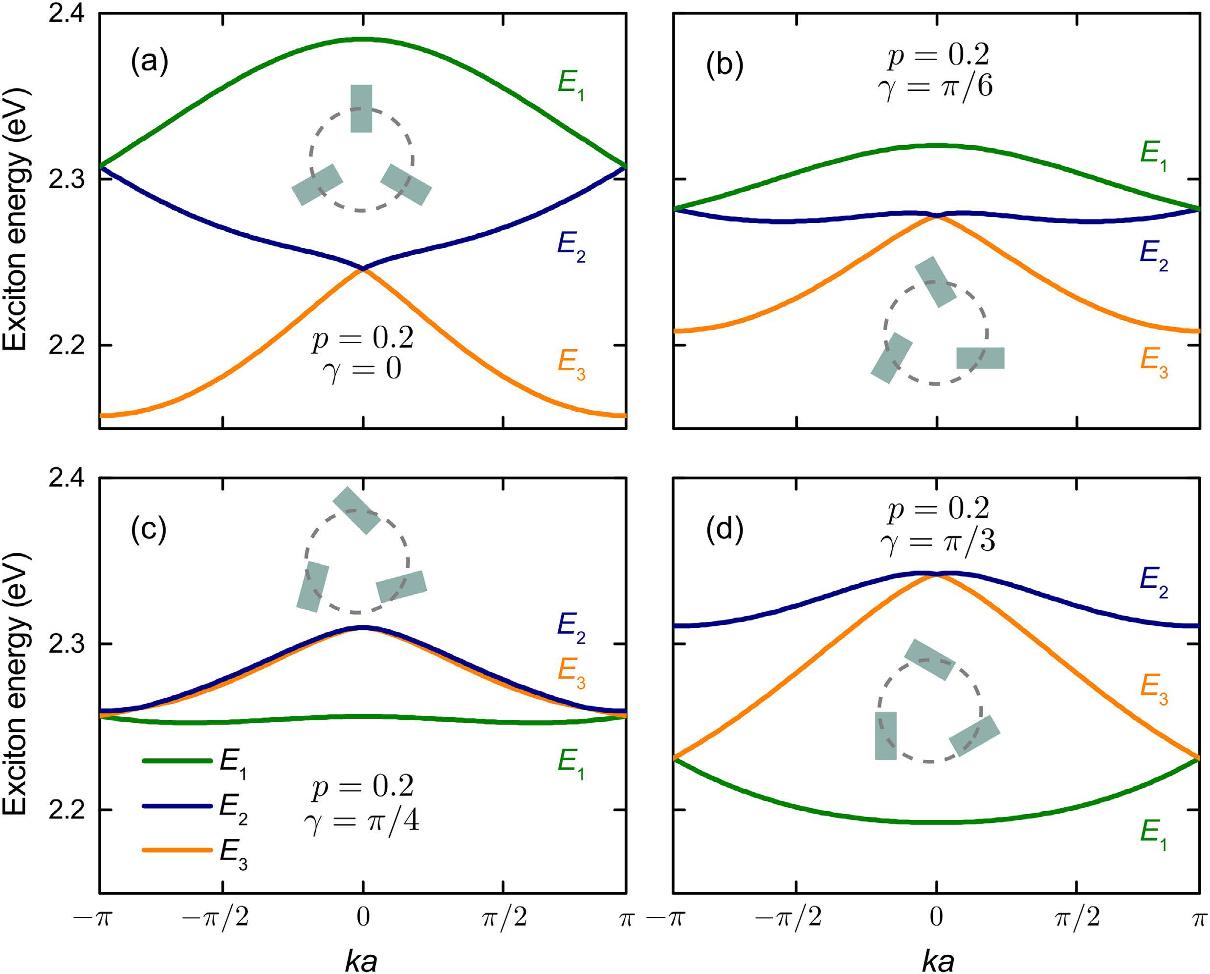 2.4
2.3
2.2
Exciton energy (eV)
(a)
E1
E2
E3
p = 0.2
γ = 0
(b)
p = 0.2
γ = π/6
E1
E2
E3
2.4
2.3
2.2
Exciton energy (eV)
(c)
E2
E3
E1
E1
E2
E3
p = 0.2
γ = π/4
−π
−π/2
0
π/2
π
ka
(d)
p = 0.2
γ = π/3
E2
E3
E1
−π
−π/2
0
π/2
π
ka